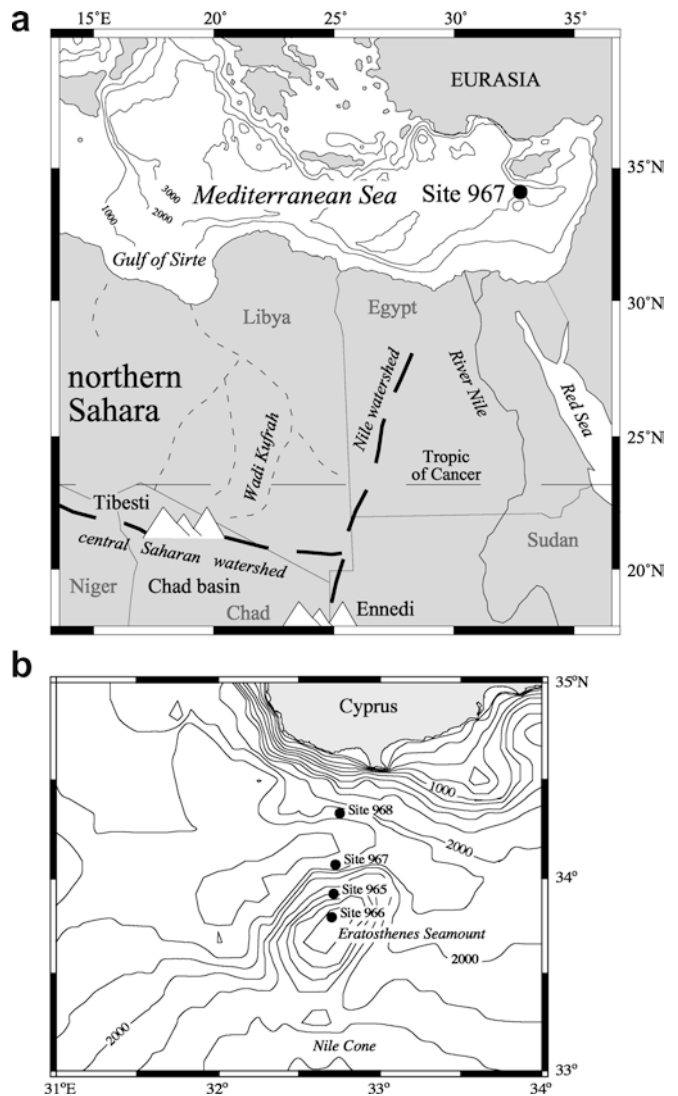 a
15°E 20° 25° 30° 35°
EURASIA
35°N
3000
Mediterranean Sea
Site 967
1000
2000
Gulf of Sirte
30°N
Libya
Egypt
northern
Sahara
Nile watershed
River Nile
Red Sea
25°N
Wadi Kufrah
Tropic
of Cancer
Tibesti
central Saharan watershed
Sudan
Niger
Chad basin
20°N
Chad
Ennedi
b
35°N
Cyprus
1000
Site 968
2000
Site 967
34°
Site 965
Site 966
Eratosthenes Seamount
2000
2000
Nile Cone
33°
31°E 32° 33° 34°